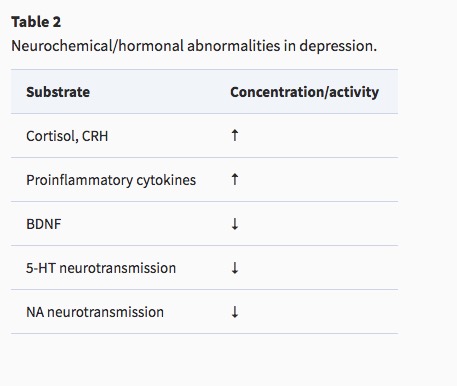 Table 2
Neurochemical/hormonal abnormalities in depression.
Substrate Concentration/activity
Cortisol, CRH ↑
Proinflammatory cytokines ↑
BDNF ↓
5-HT neurotransmission ↓
NA neurotransmission ↓